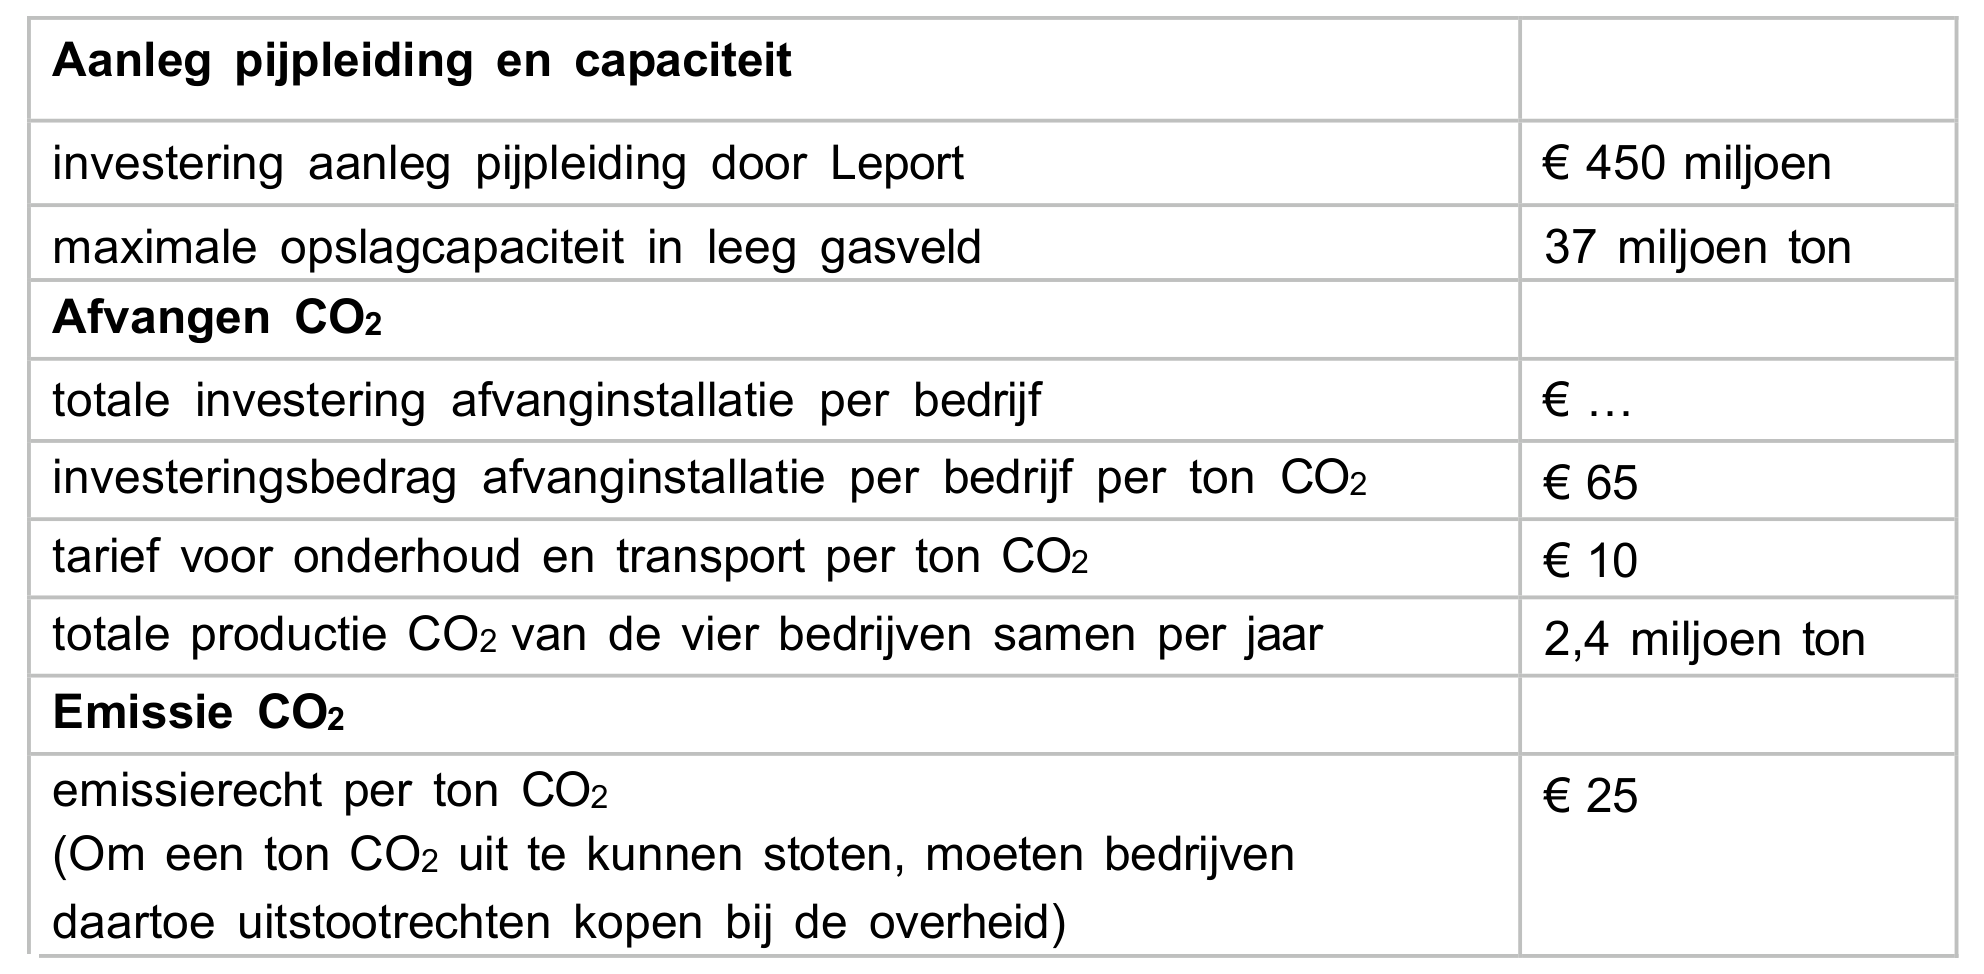 Aanleg pijpleiding en capaciteit
investering aanleg pijpleiding door Leport € 450 miljoen
maximale opslagcapaciteit in leeg gasveld 37 miljoen ton
Afvangen CO2
totale investering afvanginstallatie per bedrijf € …
investeringsbedrag afvanginstallatie per bedrijf per ton CO2 € 65
tarief voor onderhoud en transport per ton CO2 € 10
totale productie CO2 van de vier bedrijven samen per jaar 2,4 miljoen ton
Emissie CO2
emissierecht per ton CO2 € 25
(Om een ton CO2 uit te kunnen stoten, moeten bedrijven
daartoe uitstootrechten kopen bij de overheid)